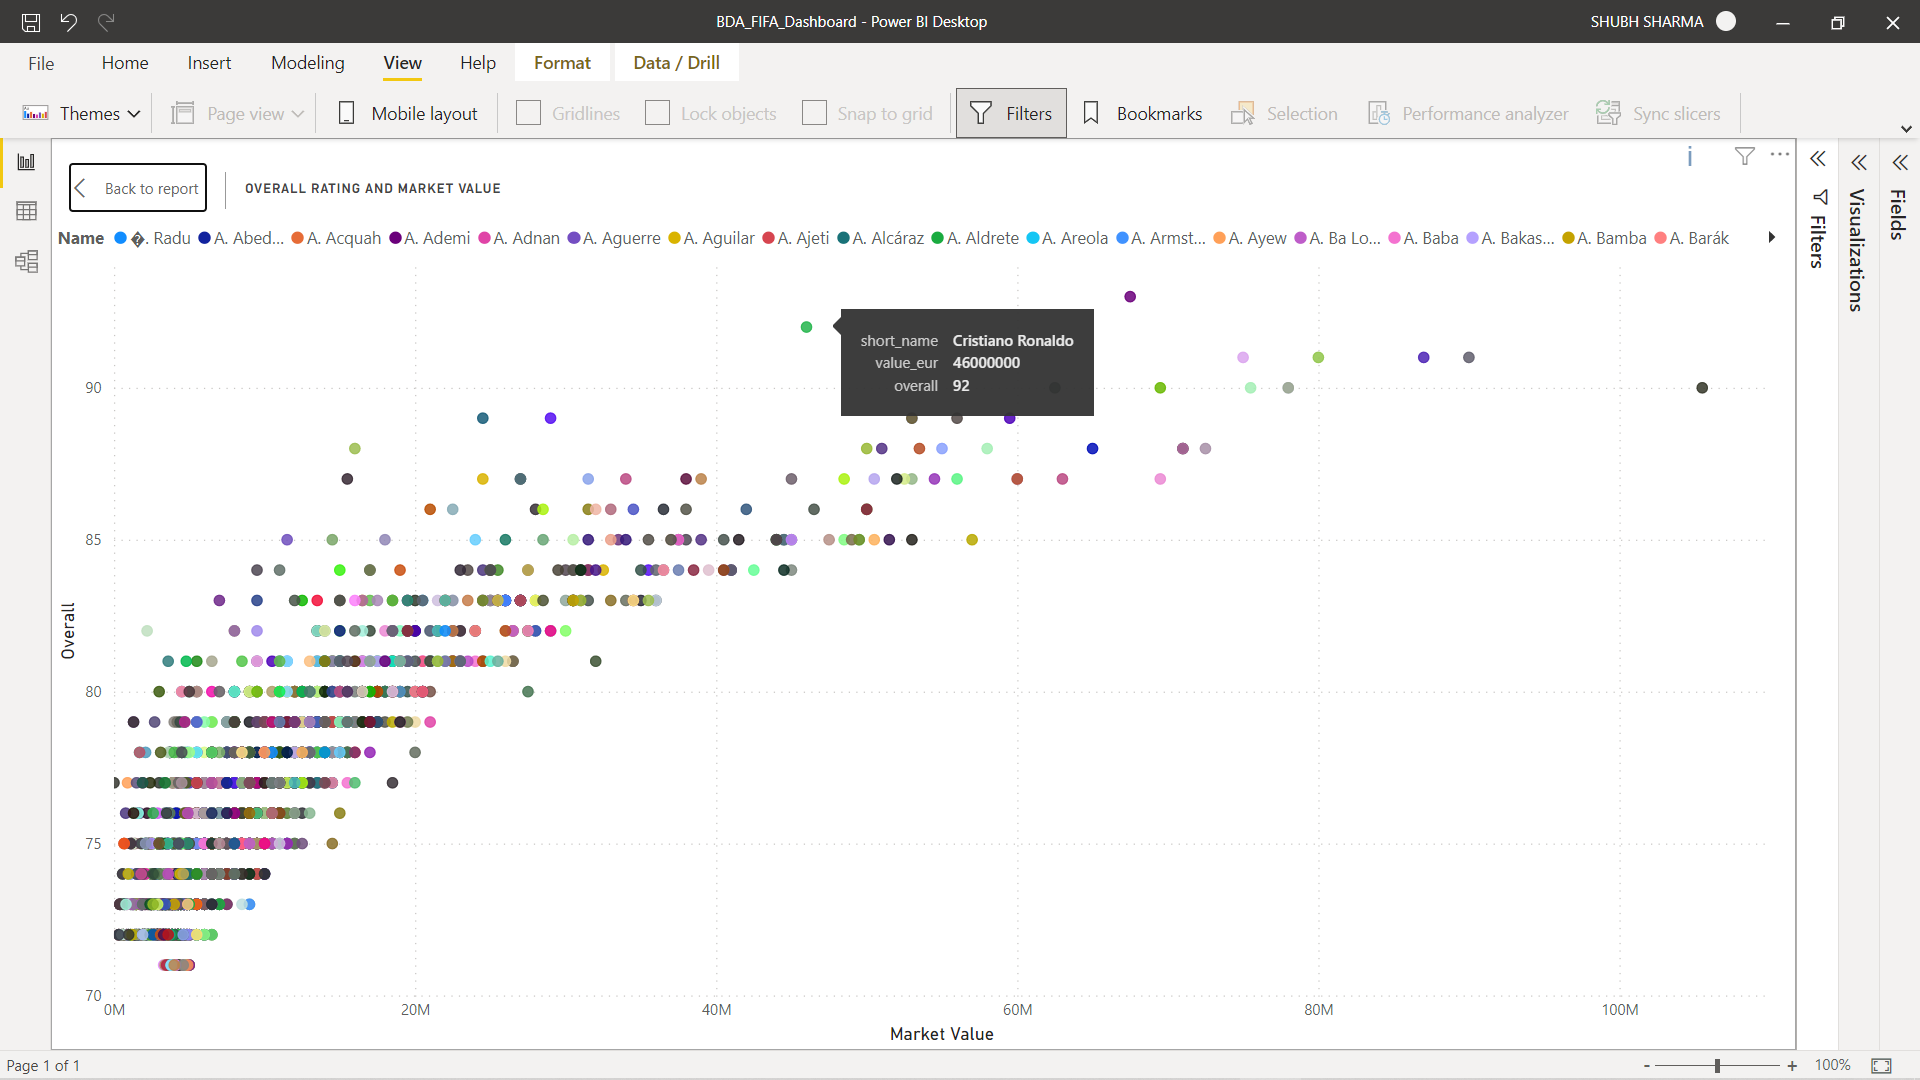 BDA_FIFA_Dashboard - Power BI Desktop
SHUBH SHARMA
File Home Insert Modeling View Help Format Data / Drill
Themes Page view Mobile layout Gridlines Lock objects Snap to grid Filters Bookmarks Selection Performance analyzer Sync slicers
Back to report
OVERALL RATING AND MARKET VALUE
Name �. Radu A. Abed... A. Acquah A. Ademi A. Adnan A. Aguerre A. Aguilar A. Ajeti A. Alcáraz A. Aldrete A. Areola A. Armst... A. Ayew A. Ba Lo... A. Baba A. Bakas... A. Bamba A. Barák
short_name Cristiano Ronaldo
value_eur 46000000
overall 92
90
85
80
75
70
Overall
0M 20M 40M 60M 80M 100M
Market Value
Filters
Visualizations
Fields
Page 1 of 1
- + 100%